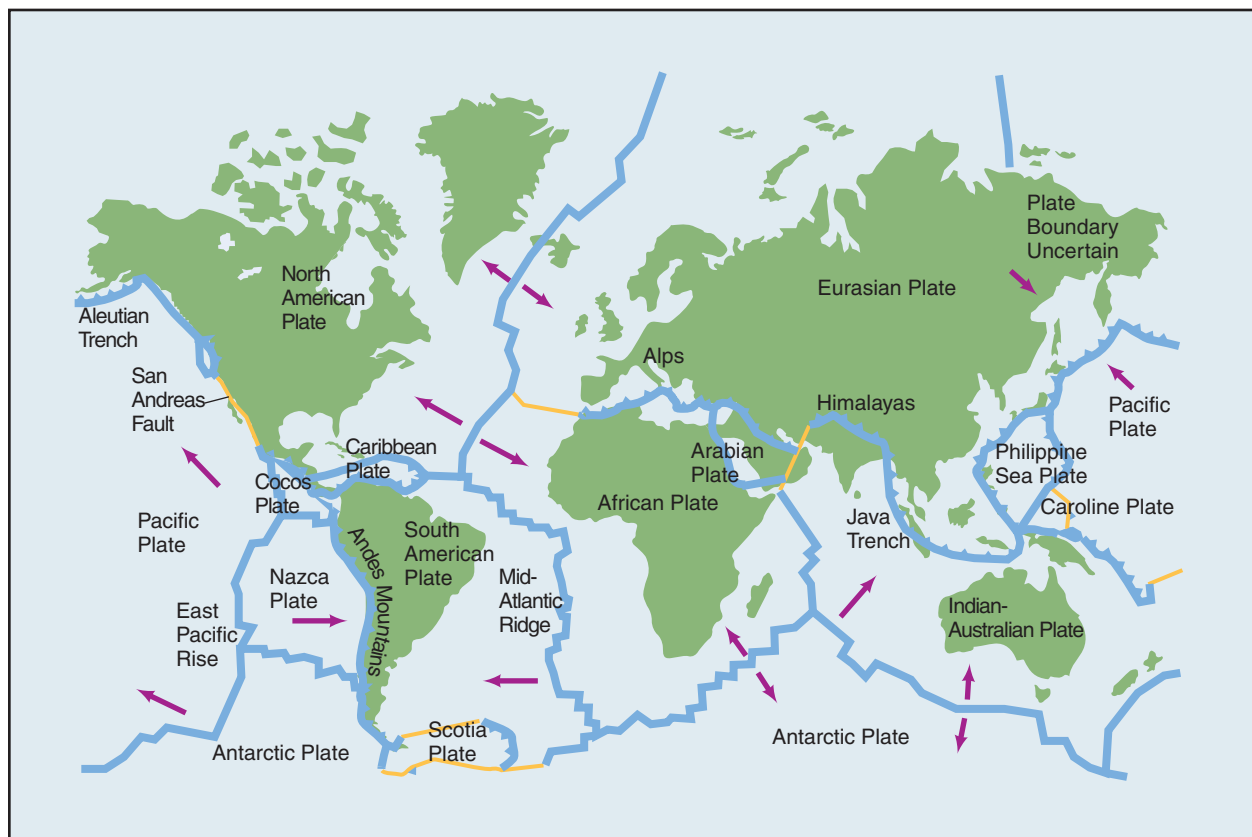 North
American
Plate
Aleutian
Trench
San
Andreas
Fault
Pacific
Plate
Cocos
Plate
Caribbean
Plate
Nazca
Plate
East
Pacific
Rise
Antarctic Plate
Andes Mountains
South
American
Plate
Scotia
Plate
Mid-
Atlantic
Ridge
Alps
African Plate
Arabian
Plate
Eurasian Plate
Himalayas
Java
Trench
Plate
Boundary
Uncertain
Pacific
Plate
Philippine
Sea Plate
Caroline Plate
Indian-
Australian Plate
Antarctic Plate